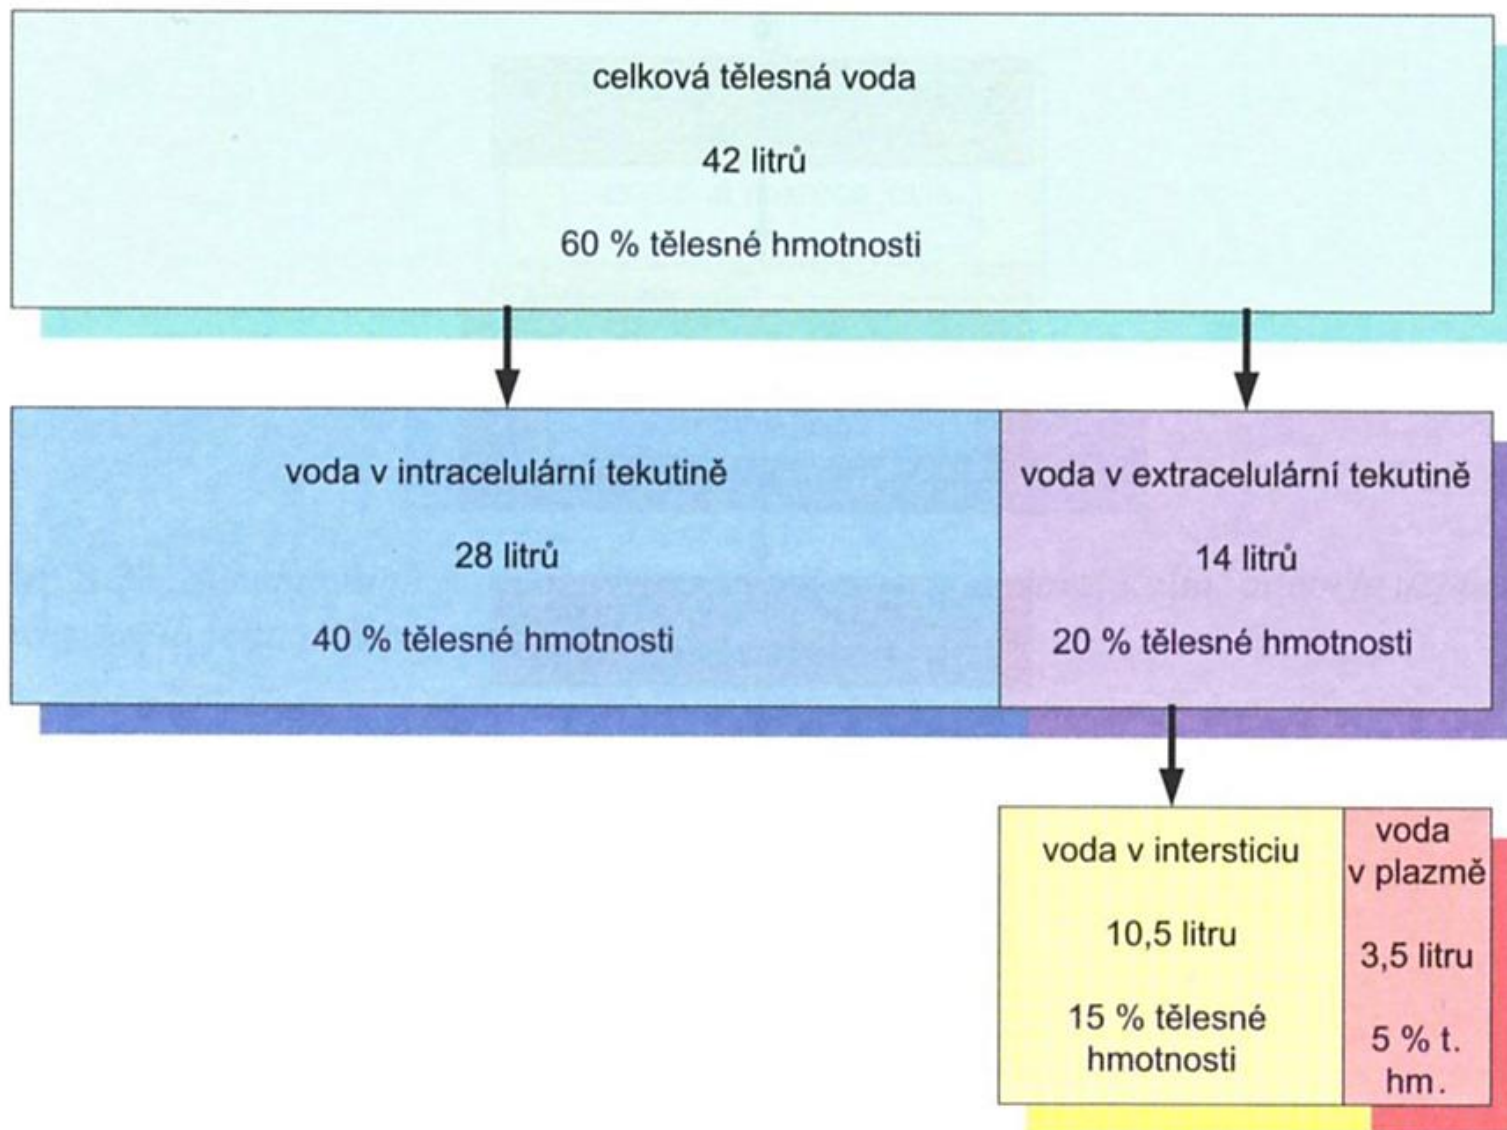 celková tělesná voda
42 litrů
60 % tělesné hmotnosti
voda v intracelulární tekutině
28 litrů
40 % tělesné hmotnosti
voda v extracelulární tekutině
14 litrů
20 % tělesné hmotnosti
voda v intersticiu
10,5 litru
15 % tělesné
hmotnosti
voda
v plazmě
3,5 litru
5 % t.
hm.